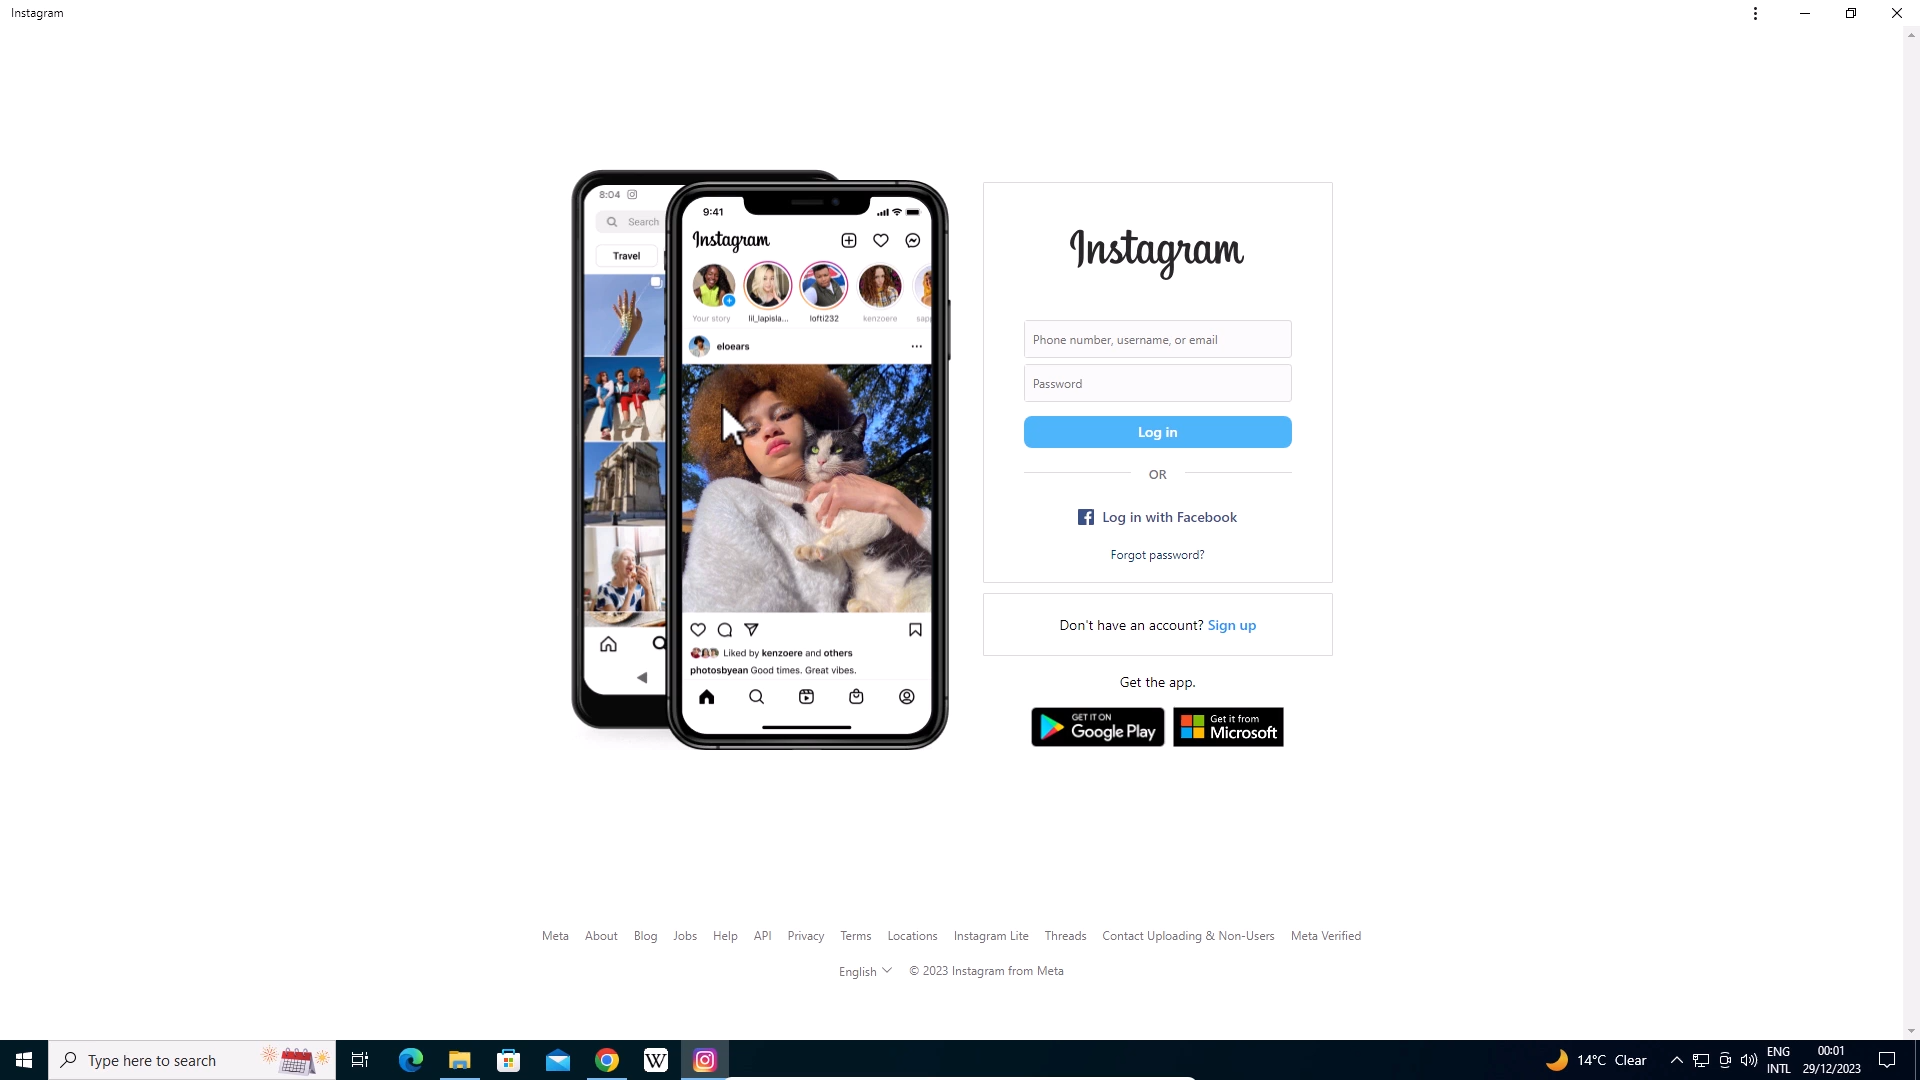 Instagram
8:04
Search
Travel
9:41
Instagram
Your story
lil_lapisla...
lofti232
kenzoere
eloears
Liked by kenzoere and others
photosbyean Good times. Great vibes.
Instagram
Phone number, username, or email
Password
Log in
OR
Log in with Facebook
Forgot password?
Don't have an account? Sign up
Get the app.
GET IT ON
Google Play
Get it from
Microsoft
Meta About Blog Jobs Help API Privacy Terms Locations Instagram Lite Threads Contact Uploading & Non-Users Meta Verified
English © 2023 Instagram from Meta
Type here to search
W
14°C Clear
ENG
INTL
00:01
29/12/2023